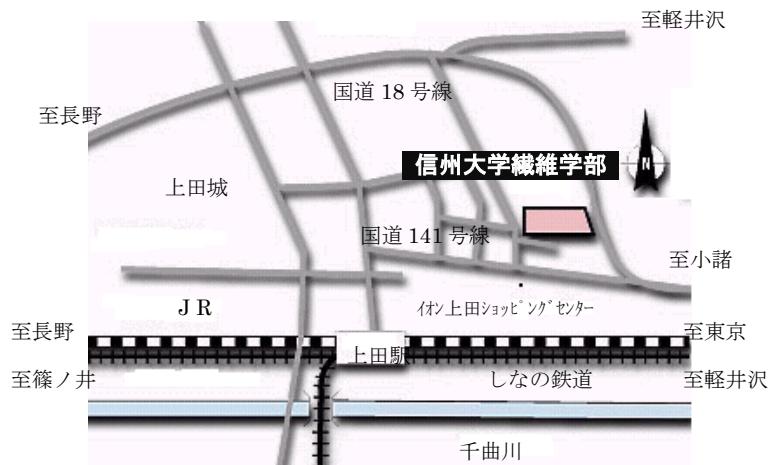 至軽井沢
国道 18 号線
至長野
信州大学繊維学部
N
上田城
国道 141 号線
至小諸
ＪＲ
ｲｵﾝ上田ｼｮｯﾋﾟﾝｸﾞｾﾝﾀｰ
至長野
至東京
上田駅
至篠ノ井
しなの鉄道
至軽井沢
千曲川